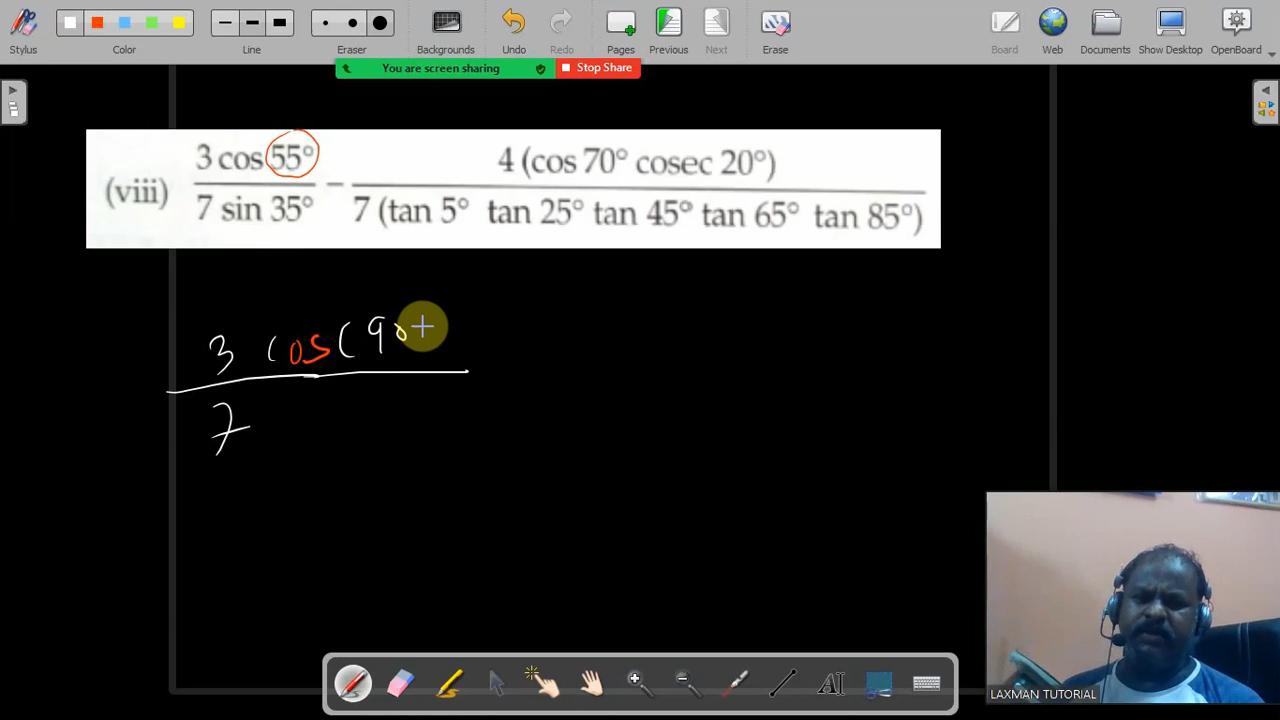 Stylus Color Line Eraser Backgrounds Undo Redo Pages Previous Next Erase Board Web Documents Show Desktop OpenBoard
You are screen sharing Stop Share
(viii) 3 cos 55° / 7 sin 35° − 4 (cos 70° cosec 20°) / 7 (tan 5° tan 25° tan 45° tan 65° tan 85°)
3 cos(90
7
AI
LAXMAN TUTORIAL